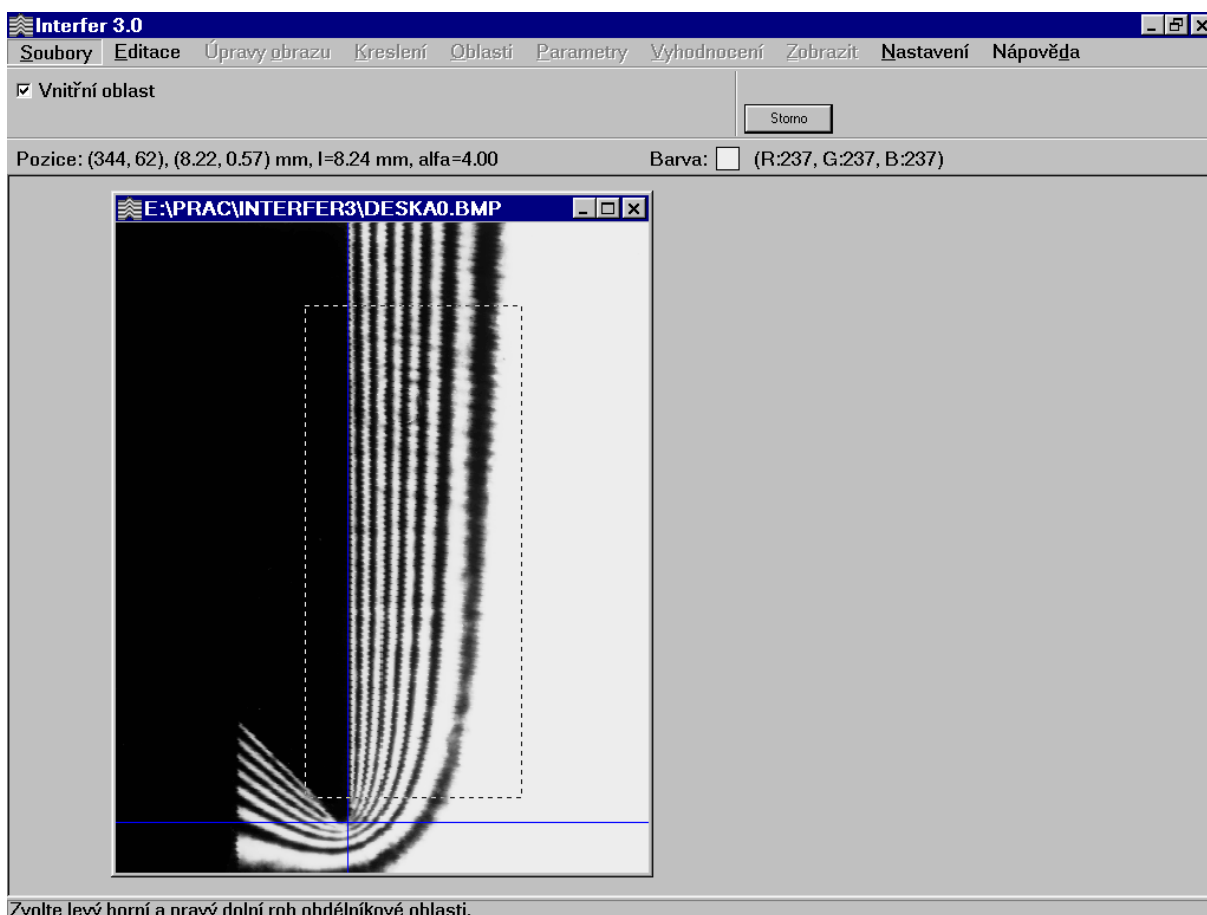 Interfer 3.0
Soubory Editace Úpravy obrazu Kreslení Oblasti Parametry Vyhodnocení Zobrazit Nastavení Nápověda
Vnitřní oblast
Storno
Pozice: (344, 62), (8.22, 0.57) mm, l=8.24 mm, alfa=4.00 Barva: (R:237, G:237, B:237)
E:\PRAC\INTERFER3\DESKA0.BMP
Zvolte levý horní a pravý dolní roh obdélníkové oblasti.